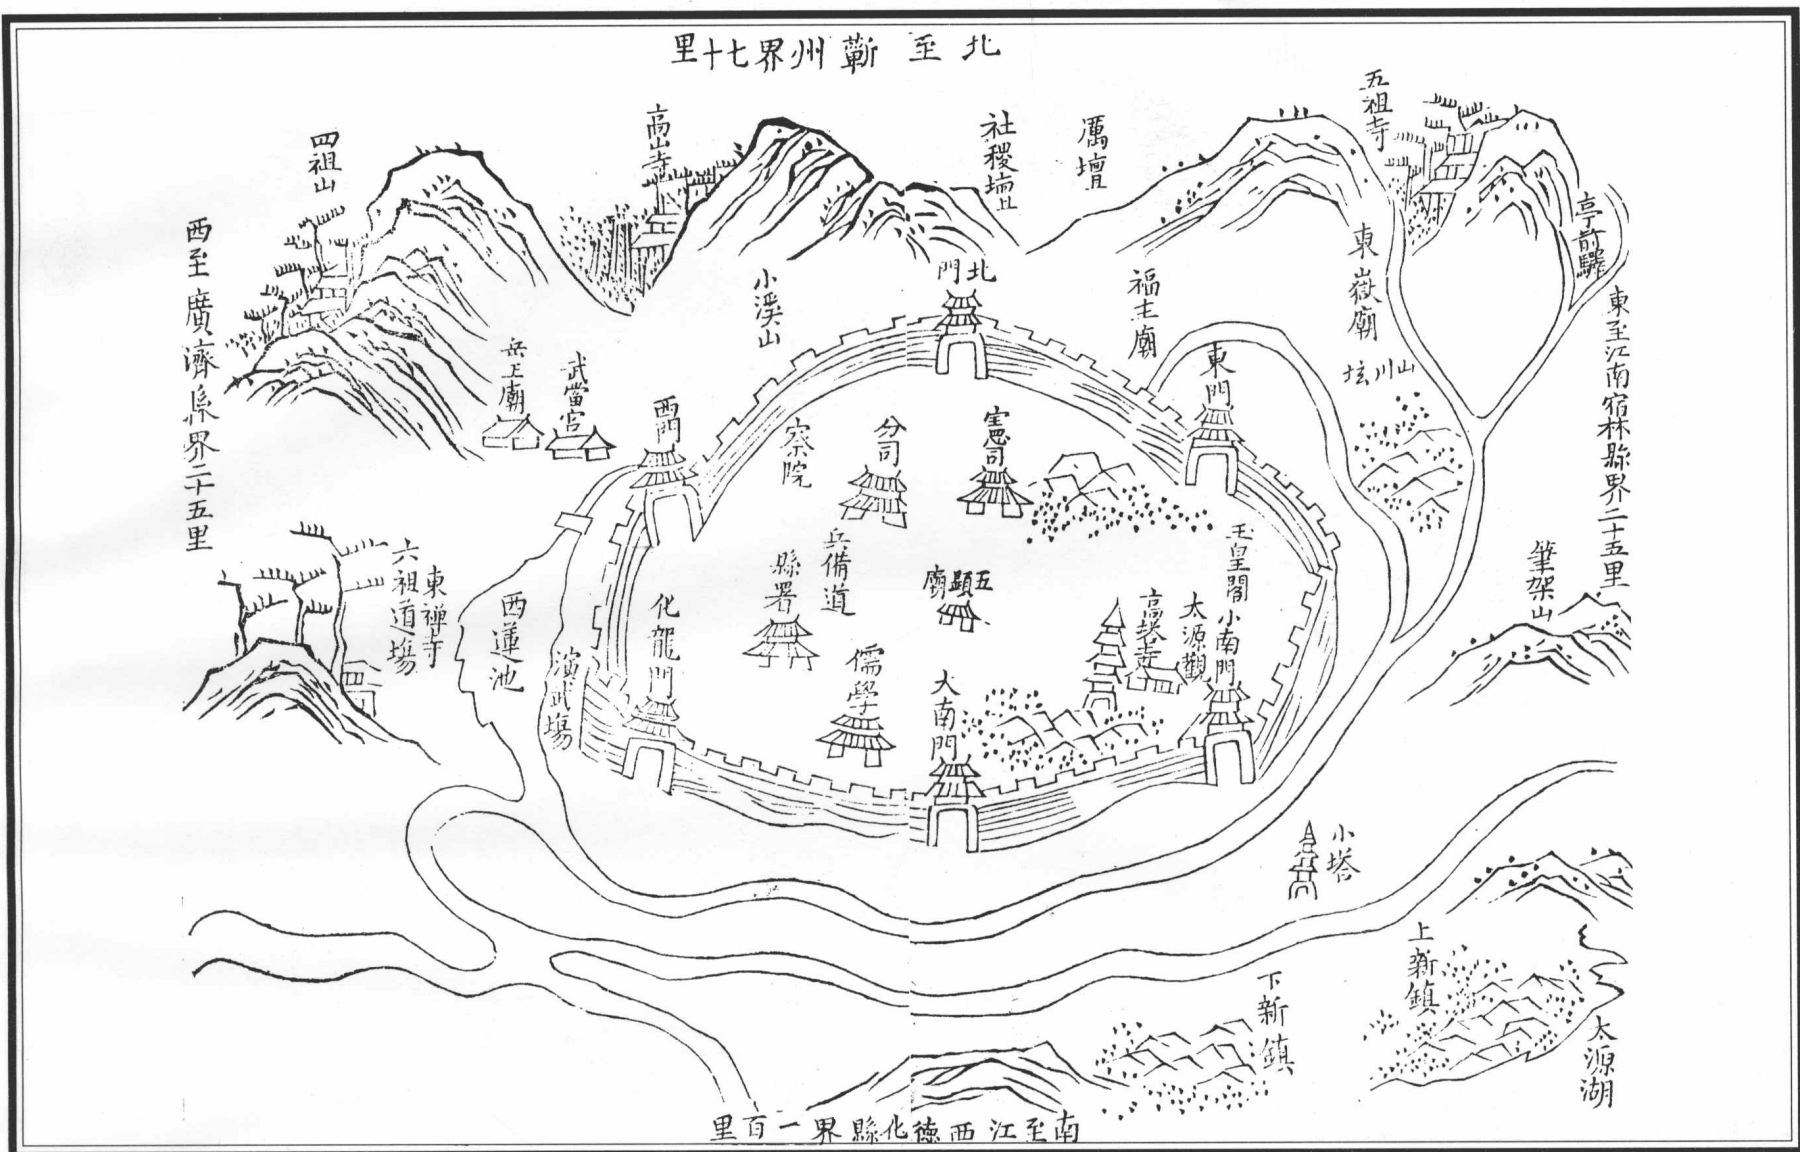 北至蘄州界七十里
五祖寺
厲壇
社稷壇
高山寺
四祖山
亭前驛
東至江南宿林縣界二十五里
東嶽廟
山川坛
福主廟
北門
小溪山
西至廣濟縣界二十五里
東門
武當宮
西門
憲司
分司
察院
玉皇閣
五顯廟
兵備道
縣署
筆架山
小南門
太源觀
高塔寺
大南門
儒學
化龍門
演武場
西蓮池
東禅寺
六祖道場
小塔
上新鎮
下新鎮
太源湖
南至江西德化縣界一百里